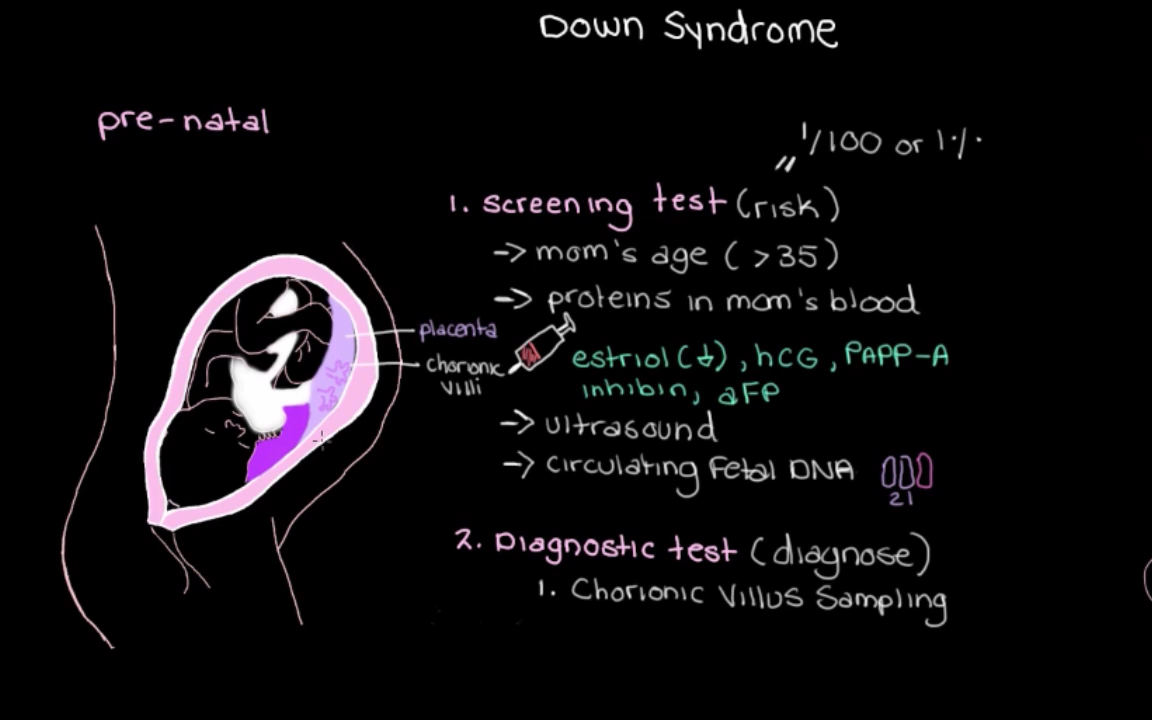 Down Syndrome
pre-natal
" 1/100 or 1%
1. screening test (risk)
-> mom's age ( >35)
-> proteins in mom's blood
placenta
chorionic
villi
estriol (↓), hCG, PAPP-A
inhibin, aFP
-> ultrasound
-> circulating Fetal DNA
21
2. Diagnostic test (diagnose)
1. Chorionic Villus Sampling